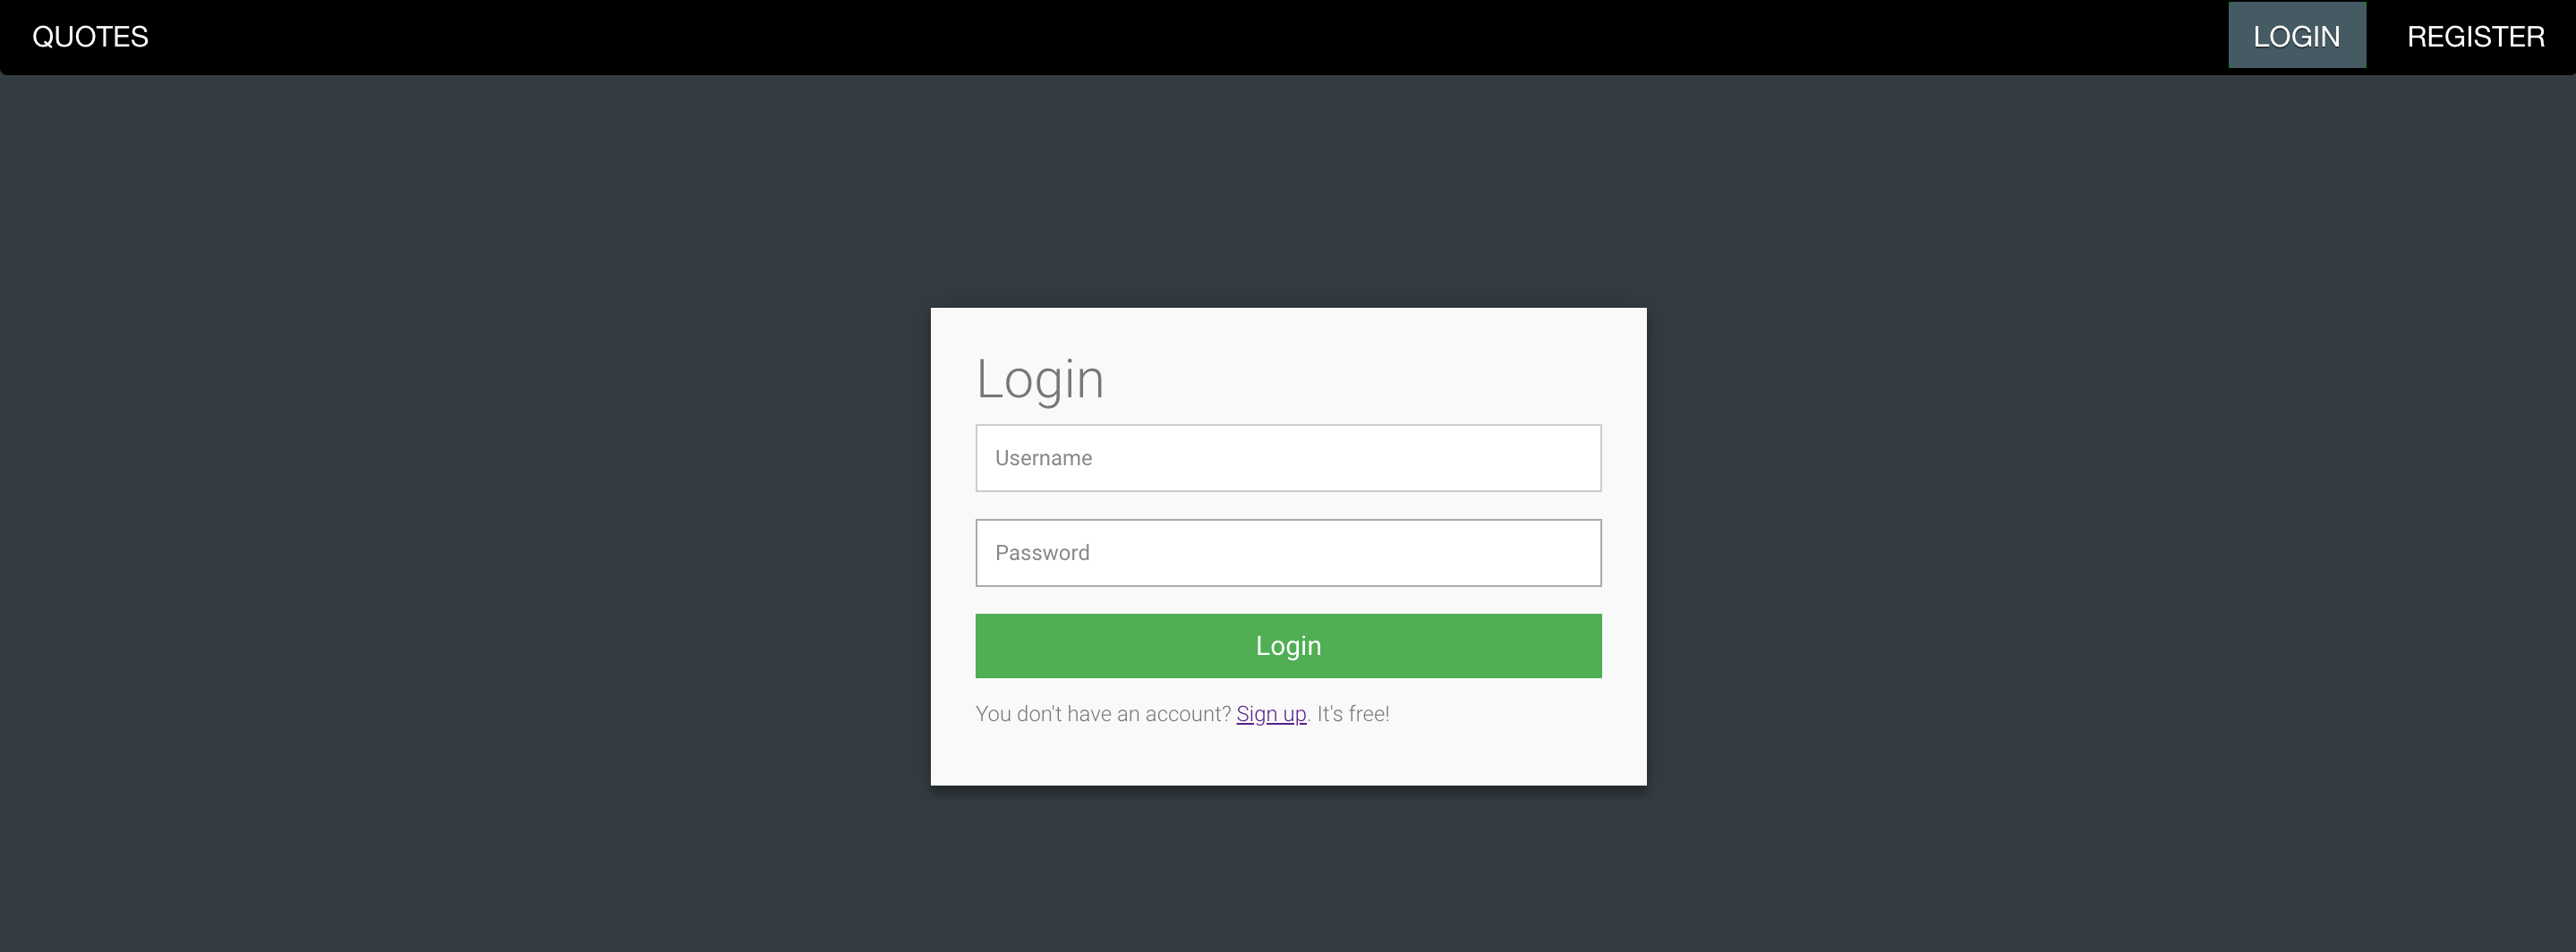 QUOTES
LOGIN
REGISTER
Login
Username
Password
Login
You don't have an account? Sign up. It's free!